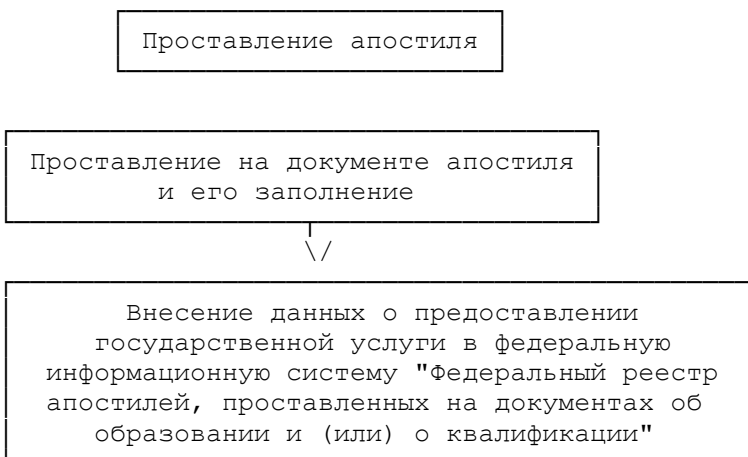 Проставление апостиля
Проставление на документе апостиля
и его заполнение
\/
Внесение данных о предоставлении
государственной услуги в федеральную
информационную систему "Федеральный реестр
апостилей, проставленных на документах об
образовании и (или) о квалификации"